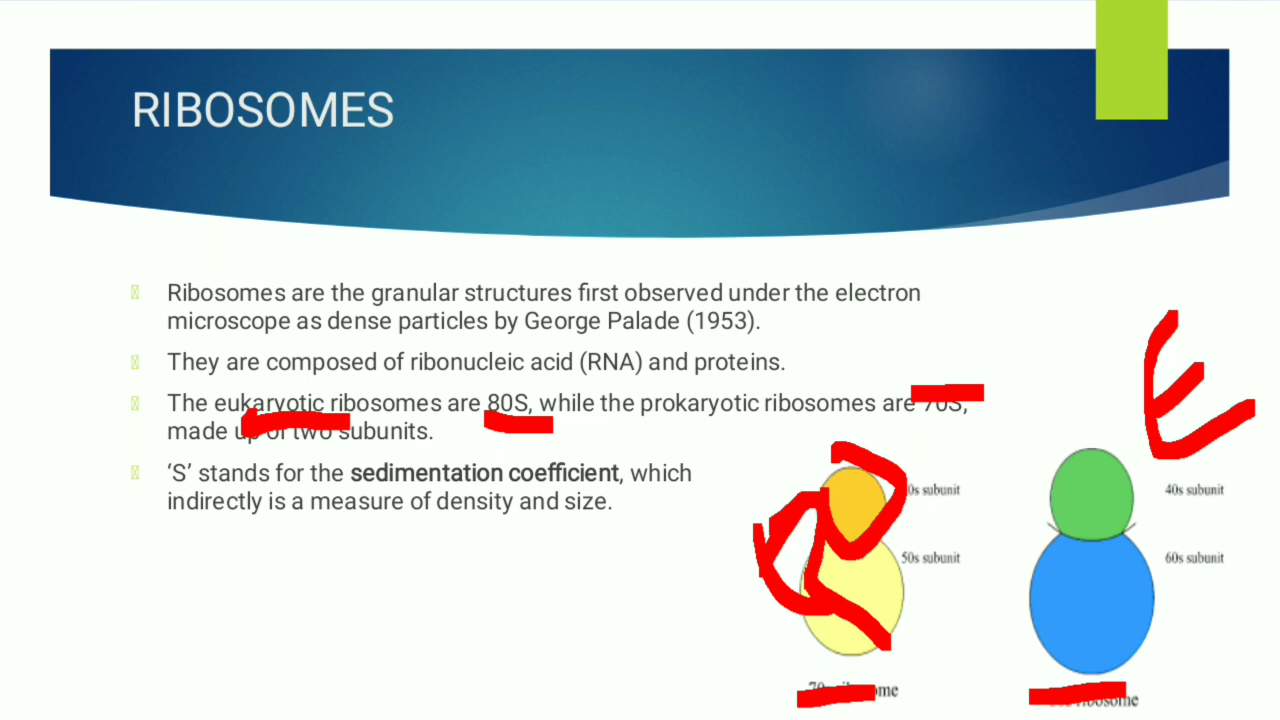 RIBOSOMES
Ribosomes are the granular structures first observed under the electron
microscope as dense particles by George Palade (1953).
They are composed of ribonucleic acid (RNA) and proteins.
The eukaryotic ribosomes are 80S, while the prokaryotic ribosomes are 70S,
made up of two subunits.
‘S’ stands for the sedimentation coefficient, which
indirectly is a measure of density and size.
E
subunit
50s subunit
40s subunit
60s subunit